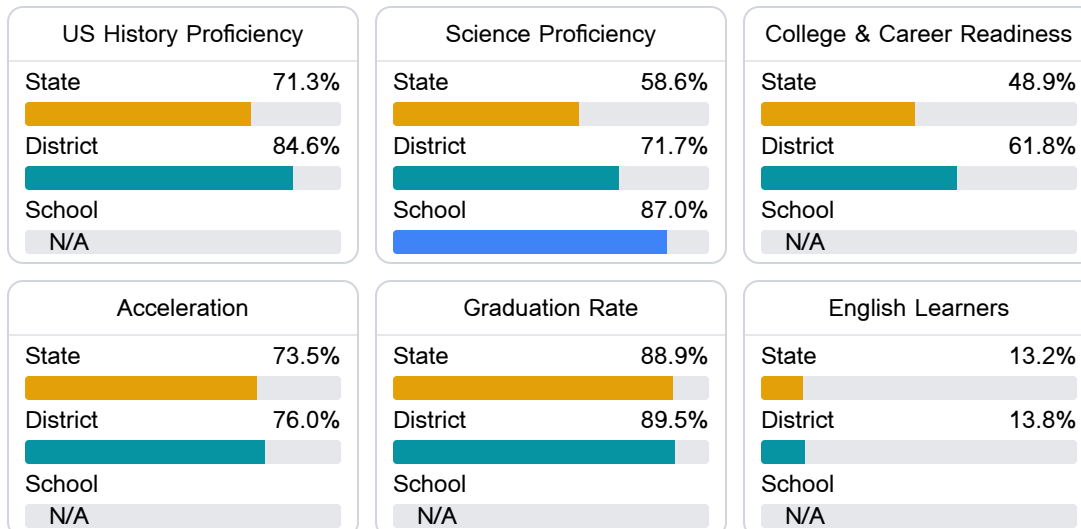 US History Proficiency
State 71.3%
District 84.6%
School
N/A
Science Proficiency
State 58.6%
District 71.7%
School 87.0%
College & Career Readiness
State 48.9%
District 61.8%
School
N/A
Acceleration
State 73.5%
District 76.0%
School
N/A
Graduation Rate
State 88.9%
District 89.5%
School
N/A
English Learners
State 13.2%
District 13.8%
School
N/A